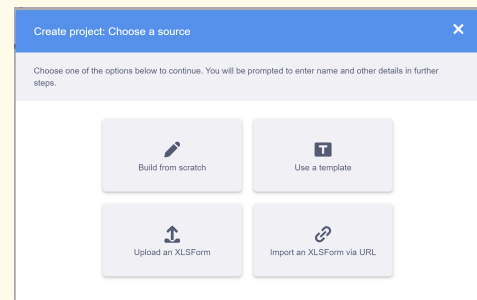 Create project: Choose a source
Choose one of the options below to continue. You will be prompted to enter name and other details in further
steps.
Build from scratch
T
Use a template
Upload an XLSForm
Import an XLSForm via URL